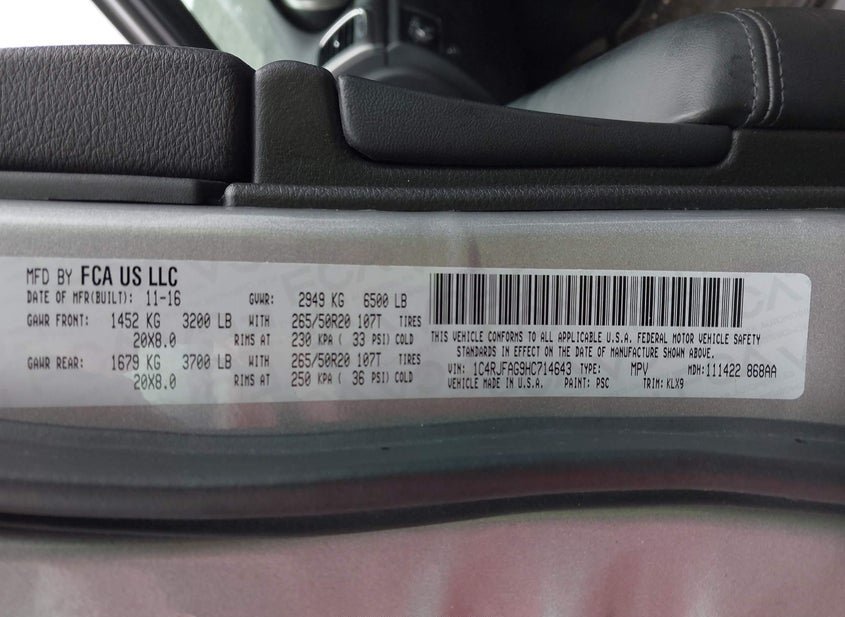 MFD BY FCA US LLC
DATE OF MFR(BUILT): 11-16 GVWR: 2949 KG 6500 LB
GAWR FRONT: 1452 KG 3200 LB WITH 265/50R20 107T TIRES
20X8.0 RIMS AT 230 KPA ( 33 PSI) COLD
GAWR REAR: 1679 KG 3700 LB WITH 265/50R20 107T TIRES
20X8.0 RIMS AT 250 KPA ( 36 PSI) COLD
THIS VEHICLE CONFORMS TO ALL APPLICABLE U.S.A. FEDERAL MOTOR VEHICLE SAFETY
STANDARDS IN EFFECT ON THE DATE OF MANUFACTURE SHOWN ABOVE.
VIN: 1C4RJFAG9HC714643 TYPE: MPV MDH:111422 868AA
VEHICLE MADE IN U.S.A. PAINT: PSC TRIM: KLX9